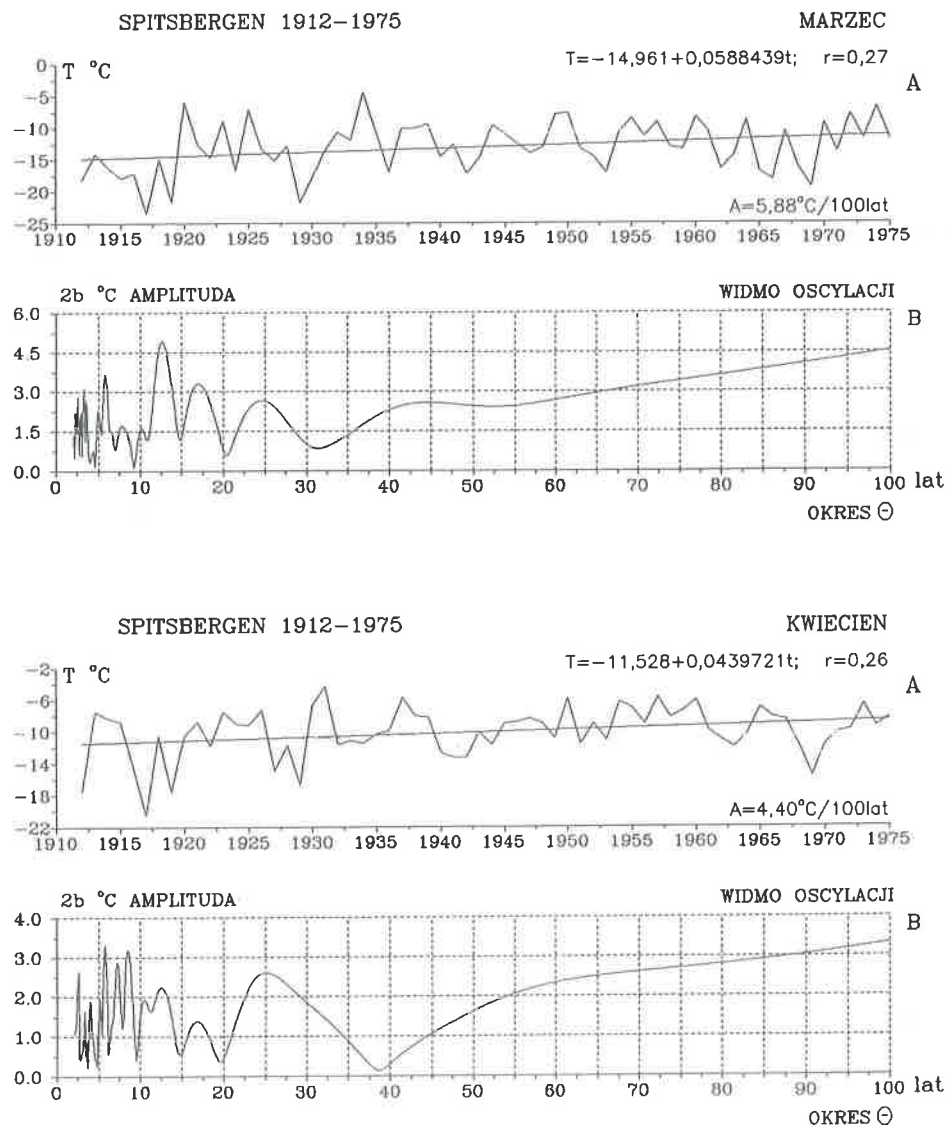 SPITSBERGEN 1912-1975 MARZEC
T=-14,961+0,0588439t; r=0,27
T °C
A
0
-5
-10
-15
-20
-25
A=5,88°C/100lat
1910 1915 1920 1925 1930 1935 1940 1945 1950 1955 1960 1965 1970 1975
2b °C AMPLITUDA WIDMO OSCYLACJI
B
6.0
4.5
3.0
1.5
0.0
0 10 20 30 40 50 60 70 80 90 100 lat
OKRES Θ
SPITSBERGEN 1912-1975 KWIECIEN
T=-11,528+0,0439721t; r=0,26
T °C
A
-2
-6
-10
-14
-18
-22
A=4,40°C/100lat
1910 1915 1920 1925 1930 1935 1940 1945 1950 1955 1960 1965 1970 1975
2b °C AMPLITUDA WIDMO OSCYLACJI
B
4.0
3.0
2.0
1.0
0.0
0 10 20 30 40 50 60 70 80 90 100 lat
OKRES Θ